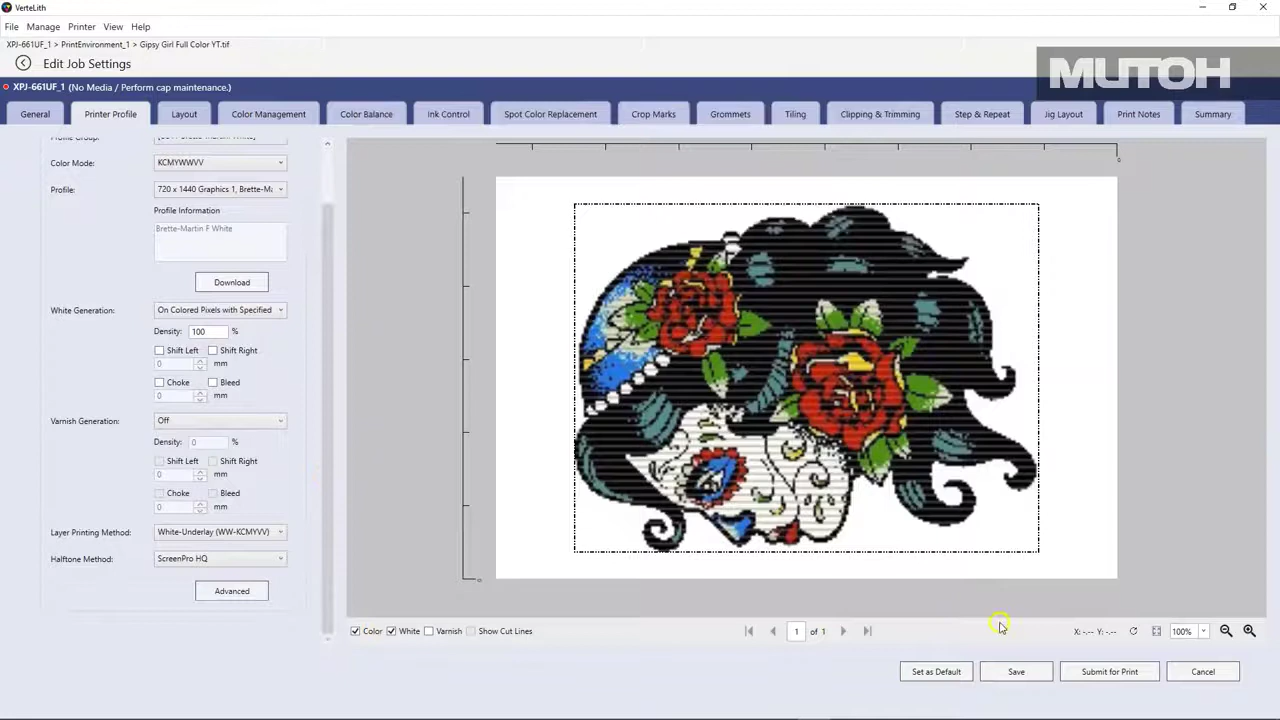 VerteLith
File Manage Printer View Help
XPJ-661UF_1 > PrintEnvironment_1 > Gipsy Girl Full Color YT.tif
Edit Job Settings
MUTOH
XPJ-661UF_1 (No Media / Perform cap maintenance.)
General Printer Profile Layout Color Management Color Balance Ink Control Spot Color Replacement Crop Marks Grommets Tiling Clipping & Trimming Step & Repeat Jig Layout Print Notes Summary
Color Mode: KCMYWWVV
Profile: 720 x 1440 Graphics 1, Brette-Ma
Profile Information
Brette-Martin F White
Download
White Generation: On Colored Pixels with Specified
Density: 100 %
Shift Left Shift Right
0 mm
Choke Bleed
0 mm
Varnish Generation: Off
Density: 0 %
Shift Left Shift Right
0 mm
Choke Bleed
0 mm
Layer Printing Method: White-Underlay (WW-KCMYVV)
Halftone Method: ScreenPro HQ
Advanced
Color White Varnish Show Cut Lines 1 of 1 X: -.-- Y: -.-- 100%
Set as Default Save Submit for Print Cancel